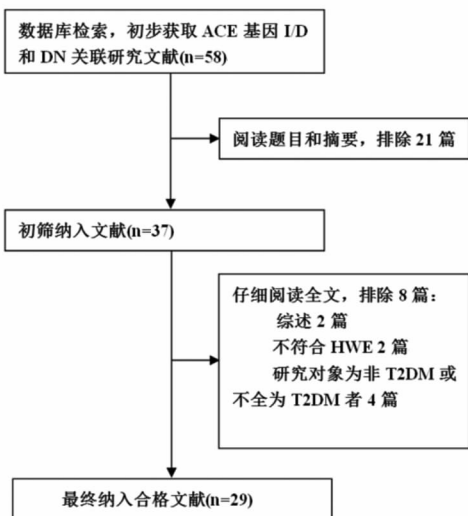 数据库检索，初步获取 ACE 基因 I/D
和 DN 关联研究文献(n=58)
阅读题目和摘要，排除 21 篇
初筛纳入文献(n=37)
仔细阅读全文，排除 8 篇：
综述 2 篇
不符合 HWE 2 篇
研究对象为非 T2DM 或
不全为 T2DM 者 4 篇
最终纳入合格文献(n=29)